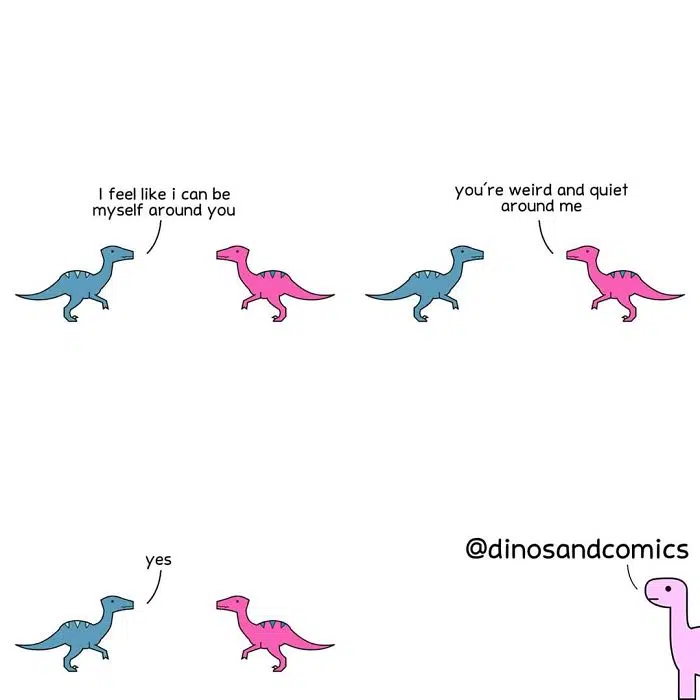 I feel like i can be
myself around you
you're weird and quiet
around me
yes
@dinosandcomics